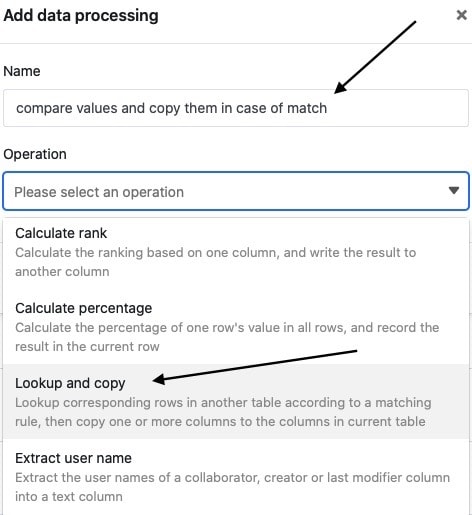 Add data processing
Name
compare values and copy them in case of match
Operation
Please select an operation
Calculate rank
Calculate the ranking based on one column, and write the result to
another column
Calculate percentage
Calculate the percentage of one row's value in all rows, and record the
result in the current row
Lookup and copy
Lookup corresponding rows in another table according to a matching
rule, then copy one or more columns to the columns in current table
Extract user name
Extract the user names of a collaborator, creator or last modifier column
into a text column